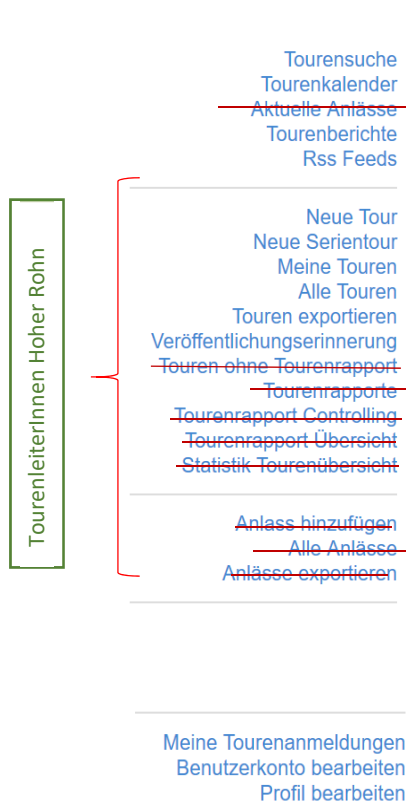 Tourensuche
Tourenkalender
Aktuelle Anlässe
Tourenberichte
Rss Feeds
TourenleiterInnen Hoher Rohn
Neue Tour
Neue Serientour
Meine Touren
Alle Touren
Touren exportieren
Veröffentlichungserinnerung
Touren ohne Tourenrapport
Tourenrapporte
Tourenrapport Controlling
Tourenrapport Übersicht
Statistik Tourenübersicht
Anlass hinzufügen
Alle Anlässe
Anlässe exportieren
Meine Tourenanmeldungen
Benutzerkonto bearbeiten
Profil bearbeiten